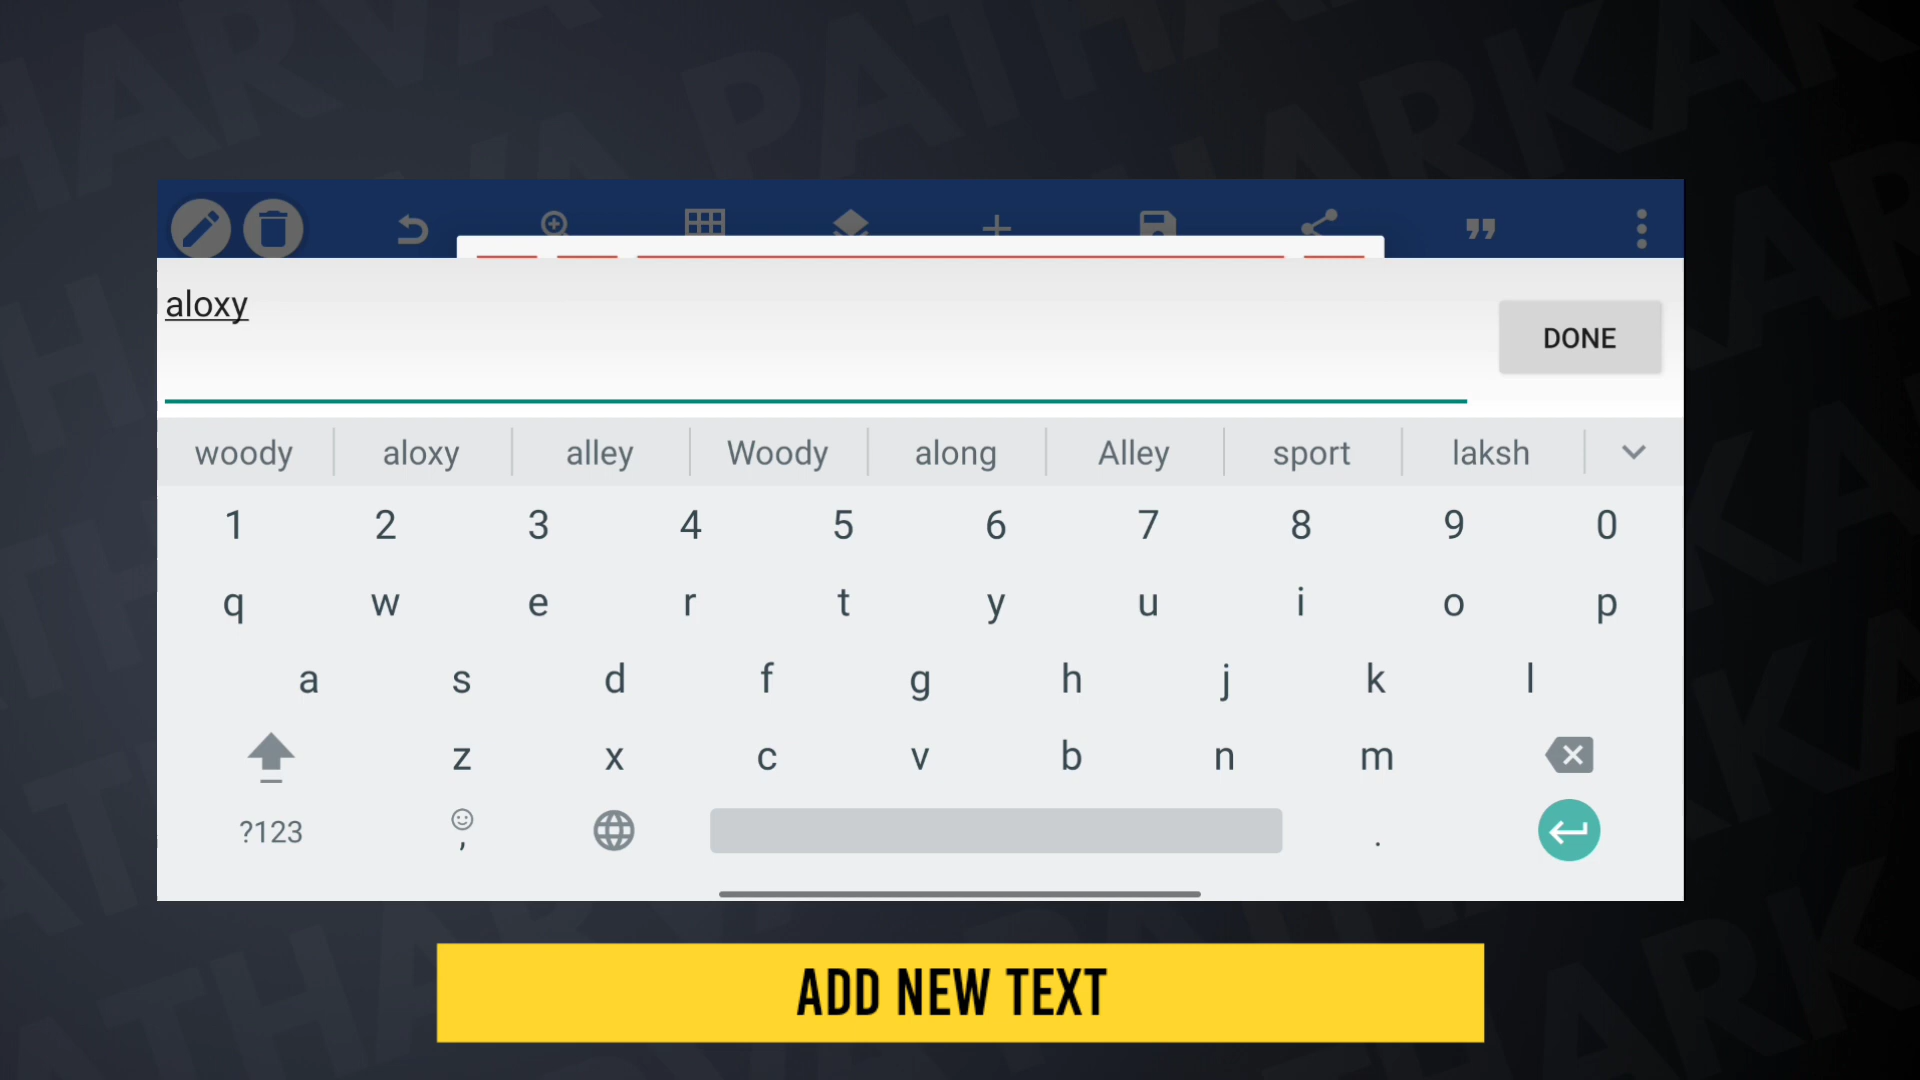 aloxy
DONE
woody aloxy alley Woody along Alley sport laksh
1 2 3 4 5 6 7 8 9 0
q w e r t y u i o p
a s d f g h j k l
z x c v b n m
?123 , .
ADD NEW TEXT